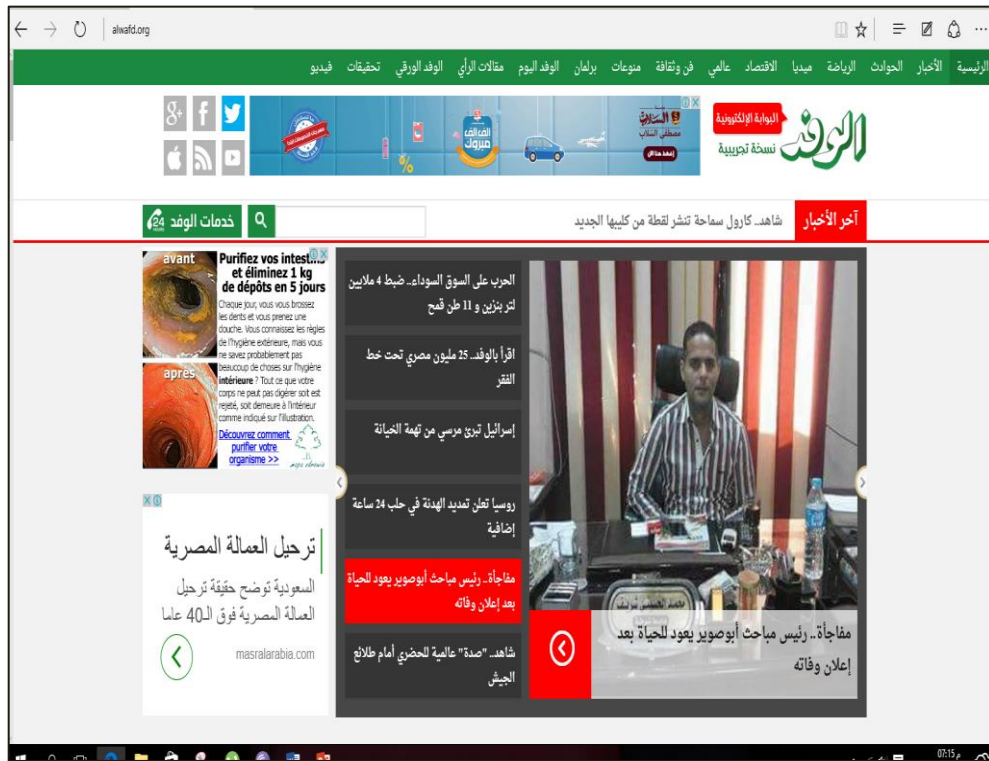 alwafd.org
الرئيسية الأخبار الحوادث الرياضة ميديا الاقتصاد عالمي فن وثقافة منوعات برلمان الوفد اليوم مقالات الرأي الوفد الورقي تحقيقات فيديو
الوفد
البوابة الإلكترونية
نسخة تجريبية
السلاب
مصطفى السلاب
إضغط هنا الآن
ألف ألف
مبروك
%
آخر الأخبار
شاهد.. كارول سماحة تنشر لقطة من كليبها الجديد
خدمات الوفد 24
مفاجأة.. رئيس مباحث أبوصوير يعود للحياة بعد
إعلان وفاته
الحرب على السوق السوداء.. ضبط 4 ملايين
لتر بنزين و 11 طن قمح
اقرأ بالوفد.. 25 مليون مصري تحت خط
الفقر
إسرائيل تبرئ مرسي من تهمة الخيانة
روسيا تعلن تمديد الهدنة في حلب 24 ساعة
إضافية
مفاجأة.. رئيس مباحث أبوصوير يعود للحياة
بعد إعلان وفاته
شاهد.. "صدة" عالمية للحضري أمام طلائع
الجيش
avant
après
Purifiez vos intestins
et éliminez 1 kg
de dépôts en 5 jours
Chaque jour, vous vous brossez
les dents et vous prenez une
douche. Vous connaissez les règles
de l'hygiène extérieure, mais vous
ne savez probablement pas
beaucoup de choses sur l'hygiène
intérieure ? Tout ce que votre
corps ne peut pas digérer soit est
rejeté, soit demeure à l'intérieur
comme indiqué sur l'illustration.
Découvrez comment
purifier votre
organisme >>
ترحيل العمالة المصرية
السعودية توضح حقيقة ترحيل
العمالة المصرية فوق الـ40 عاما
masralarabia.com
07:15 م